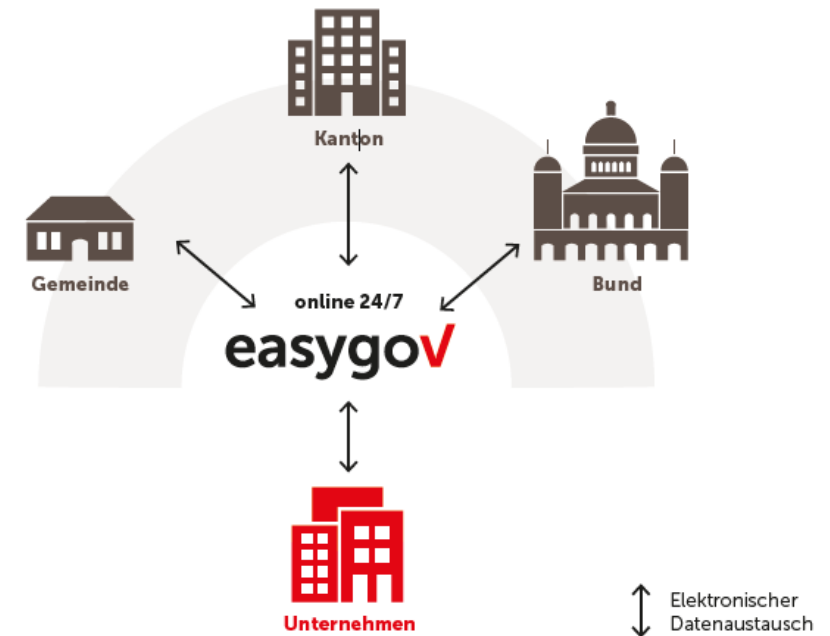 Kanton
Gemeinde
Bund
online 24/7
easygov
Unternehmen
Elektronischer
Datenaustausch